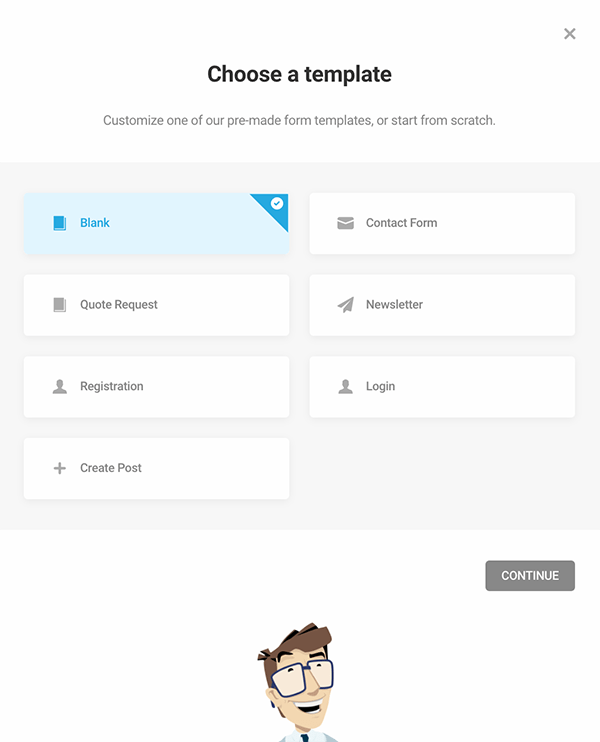 Choose a template
Customize one of our pre-made form templates, or start from scratch.
Blank
Contact Form
Quote Request
Newsletter
Registration
Login
Create Post
CONTINUE